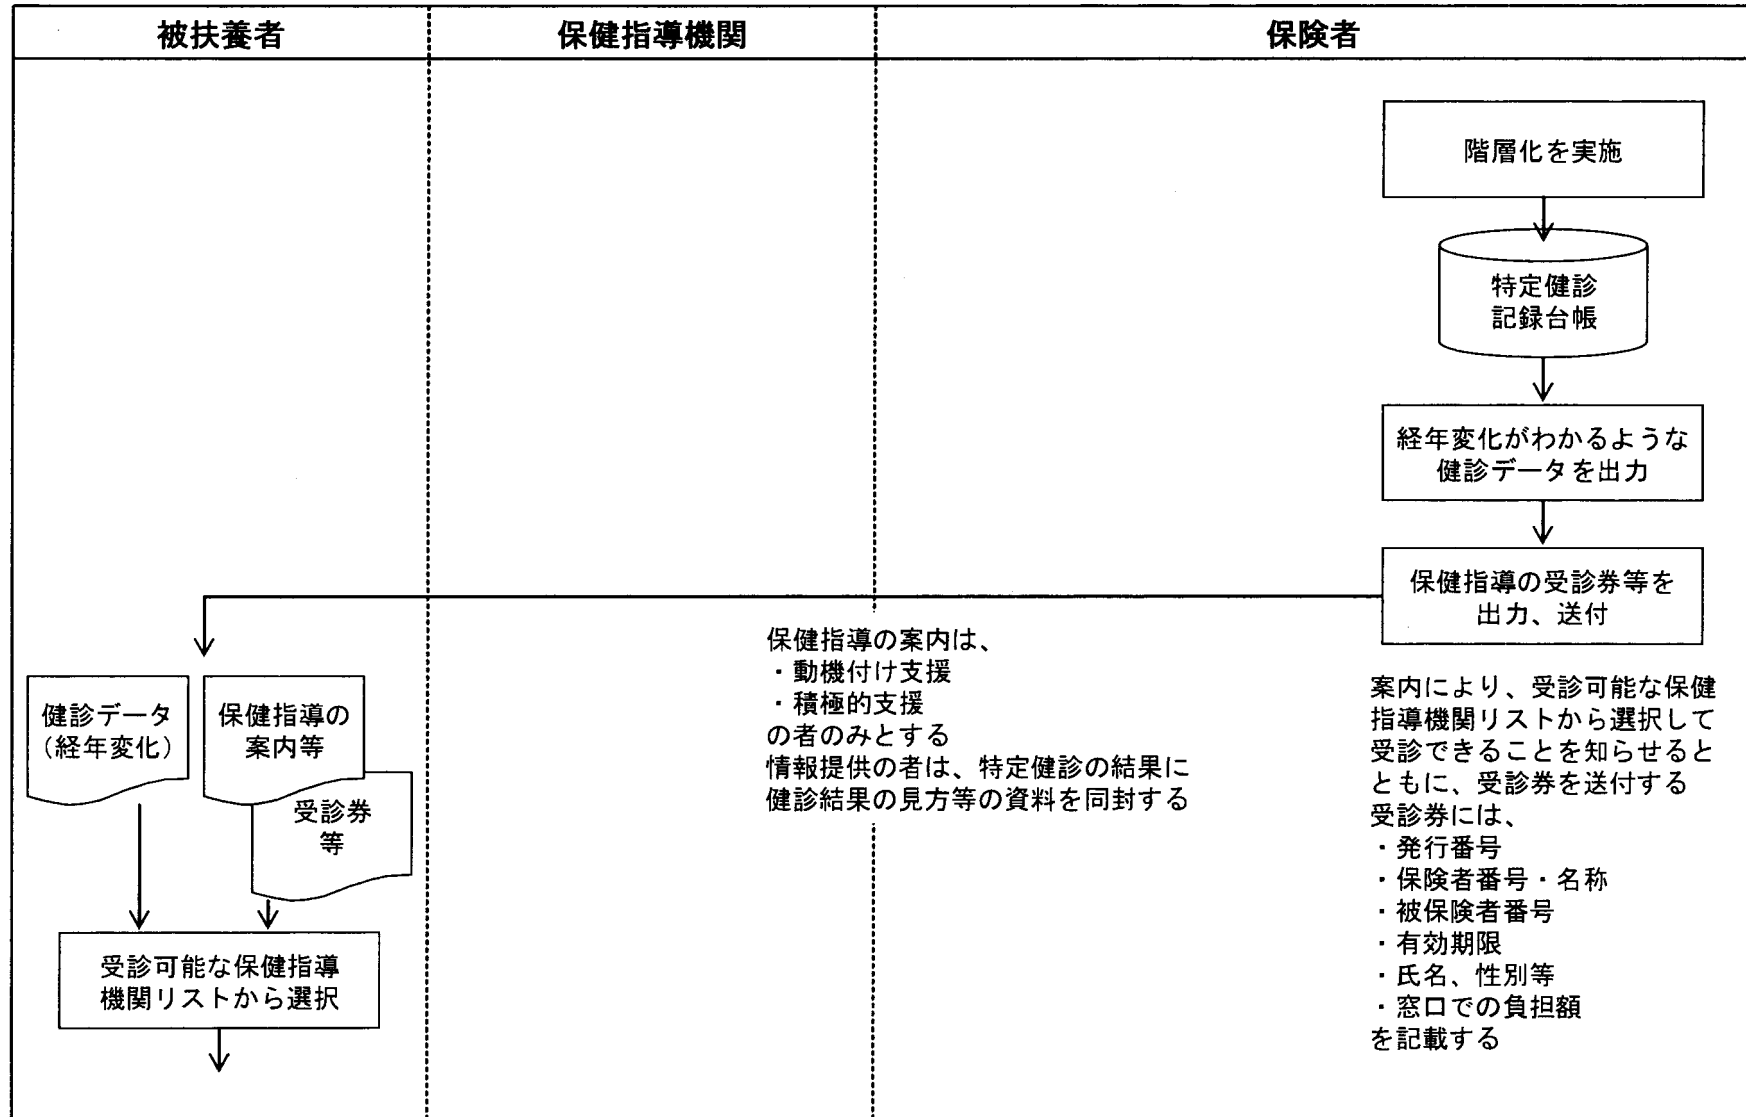 被扶養者
保健指導機関
保険者
階層化を実施
特定健診
記録台帳
経年変化がわかるような
健診データを出力
保健指導の受診券等を
出力、送付
保健指導の案内は、
・動機付け支援
・積極的支援
の者のみとする
情報提供の者は、特定健診の結果に
健診結果の見方等の資料を同封する
案内により、受診可能な保健
指導機関リストから選択して
受診できることを知らせると
ともに、受診券を送付する
受診券には、
・発行番号
・保険者番号・名称
・被保険者番号
・有効期限
・氏名、性別等
・窓口での負担額
を記載する
健診データ
（経年変化）
保健指導の
案内等
受診券
等
受診可能な保健指導
機関リストから選択